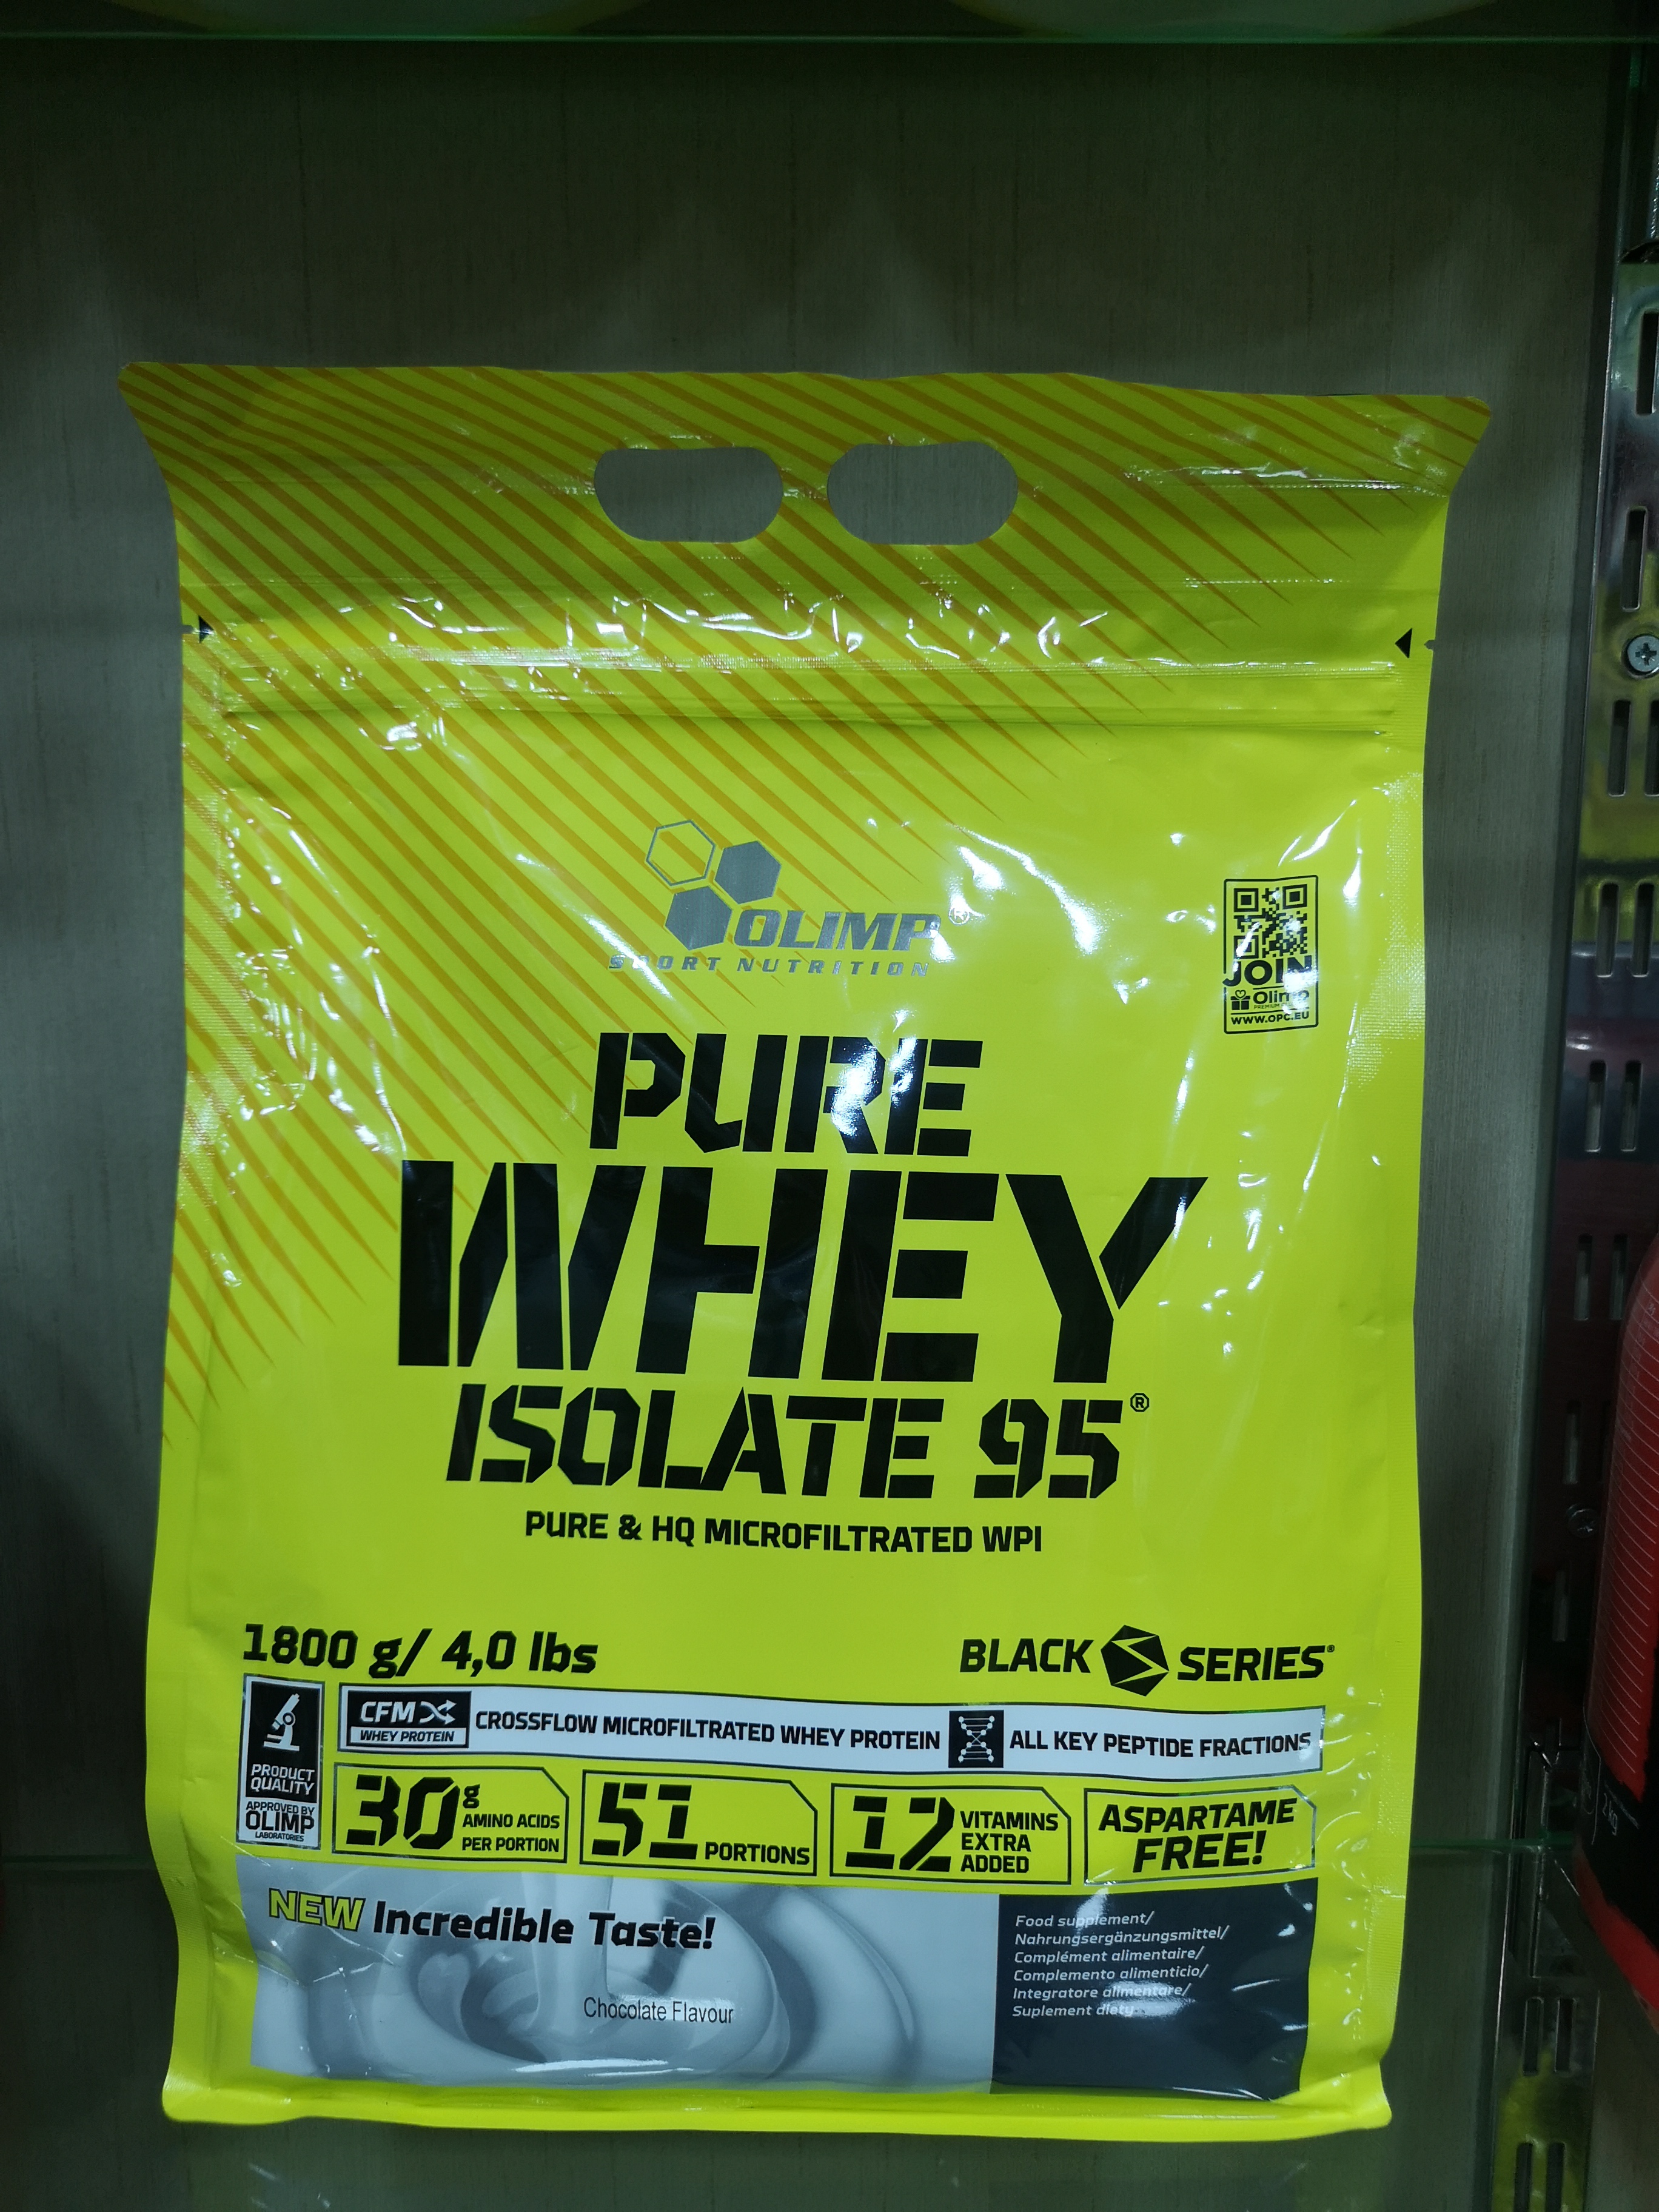 OLIMP®
SPORT NUTRITION
JOIN
Olimp
WWW.OPC.EU
PURE
WHEY
ISOLATE 95®
PURE & HQ MICROFILTRATED WPI
1800 g/ 4,0 lbs
BLACK SERIES®
CFM
WHEY PROTEIN
CROSSFLOW MICROFILTRATED WHEY PROTEIN
ALL KEY PEPTIDE FRACTIONS
PRODUCT
QUALITY
APPROVED BY
OLIMP
LABORATORIES
30g
AMINO ACIDS
PER PORTION
51 PORTIONS
12 VITAMINS
EXTRA
ADDED
ASPARTAME
FREE!
NEW Incredible Taste!
Chocolate Flavour
Food supplement/
Nahrungsergänzungsmittel/
Complément alimentaire/
Complemento alimenticio/
Integratore alimentare/
Suplement diety
2 kg